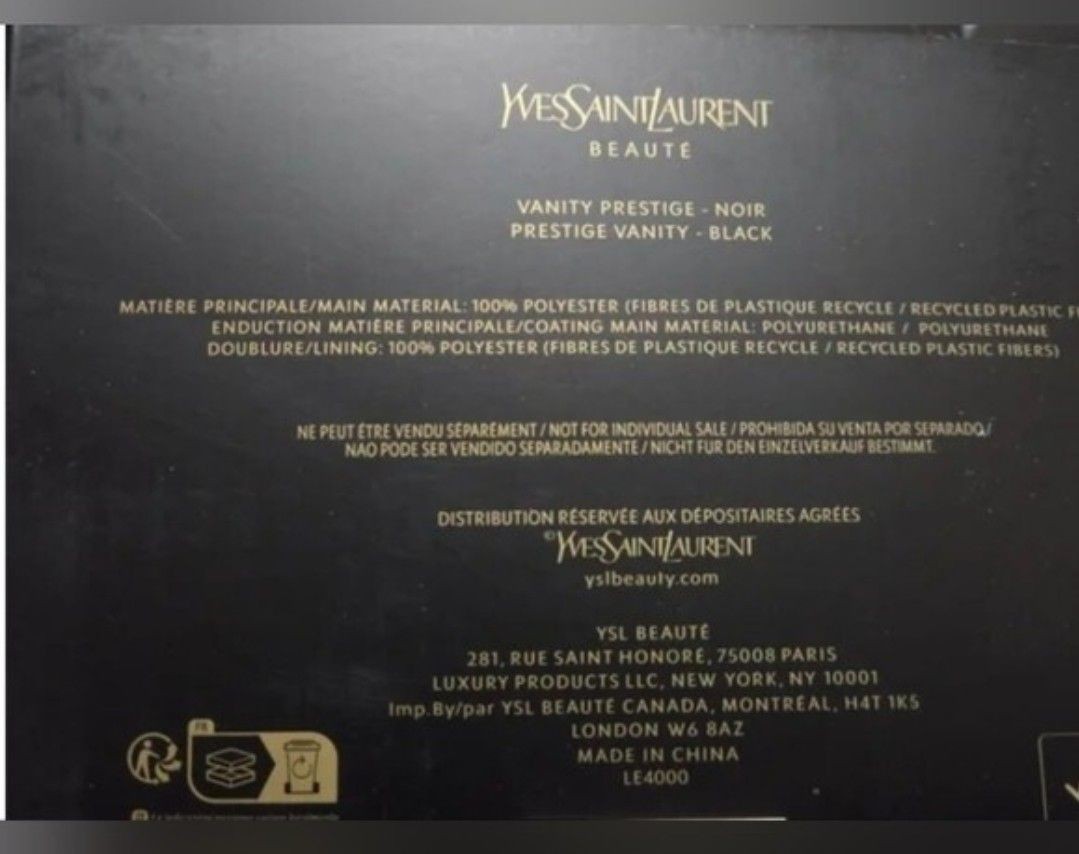 YVESSAINTLAURENT
BEAUTÉ
VANITY PRESTIGE - NOIR
PRESTIGE VANITY - BLACK
MATIÈRE PRINCIPALE/MAIN MATERIAL: 100% POLYESTER (FIBRES DE PLASTIQUE RECYCLE / RECYCLED PLASTIC
ENDUCTION MATIÈRE PRINCIPALE/COATING MAIN MATERIAL: POLYURETHANE / POLYURETHANE
DOUBLURE/LINING: 100% POLYESTER (FIBRES DE PLASTIQUE RECYCLE / RECYCLED PLASTIC FIBERS)
NE PEUT ÊTRE VENDU SÉPARÉMENT / NOT FOR INDIVIDUAL SALE / PROHIBIDA SU VENTA POR SEPARADO /
NAO PODE SER VENDIDO SEPARADAMENTE / NICHT FUR DEN EINZELVERKAUF BESTIMMT.
DISTRIBUTION RÉSERVÉE AUX DÉPOSITAIRES AGRÉÉS
©YVESSAINTLAURENT
yslbeauty.com
YSL BEAUTÉ
281, RUE SAINT HONORÉ, 75008 PARIS
LUXURY PRODUCTS LLC, NEW YORK, NY 10001
Imp.By/par YSL BEAUTÉ CANADA, MONTRÉAL, H4T 1K5
LONDON W6 8AZ
MADE IN CHINA
LE4000
FR